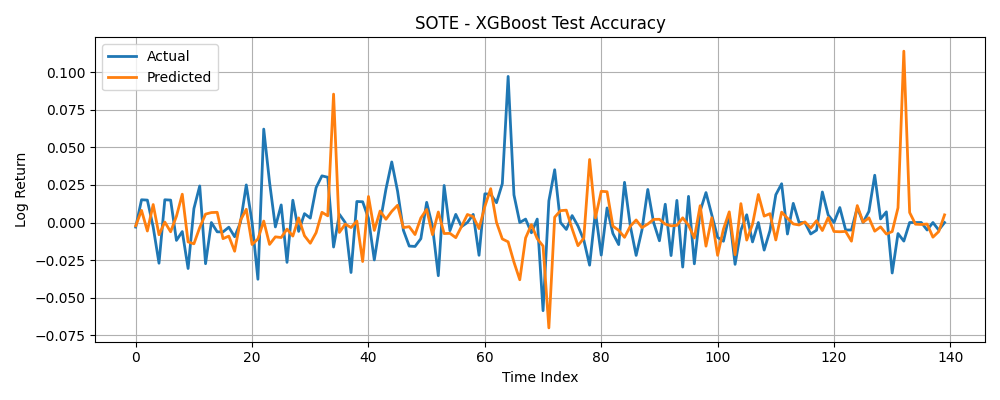 SOTE - XGBoost Test Accuracy
Actual
Predicted
Log Return
0.100
0.075
0.050
0.025
0.000
−0.025
−0.050
−0.075
0 20 40 60 80 100 120 140
Time Index